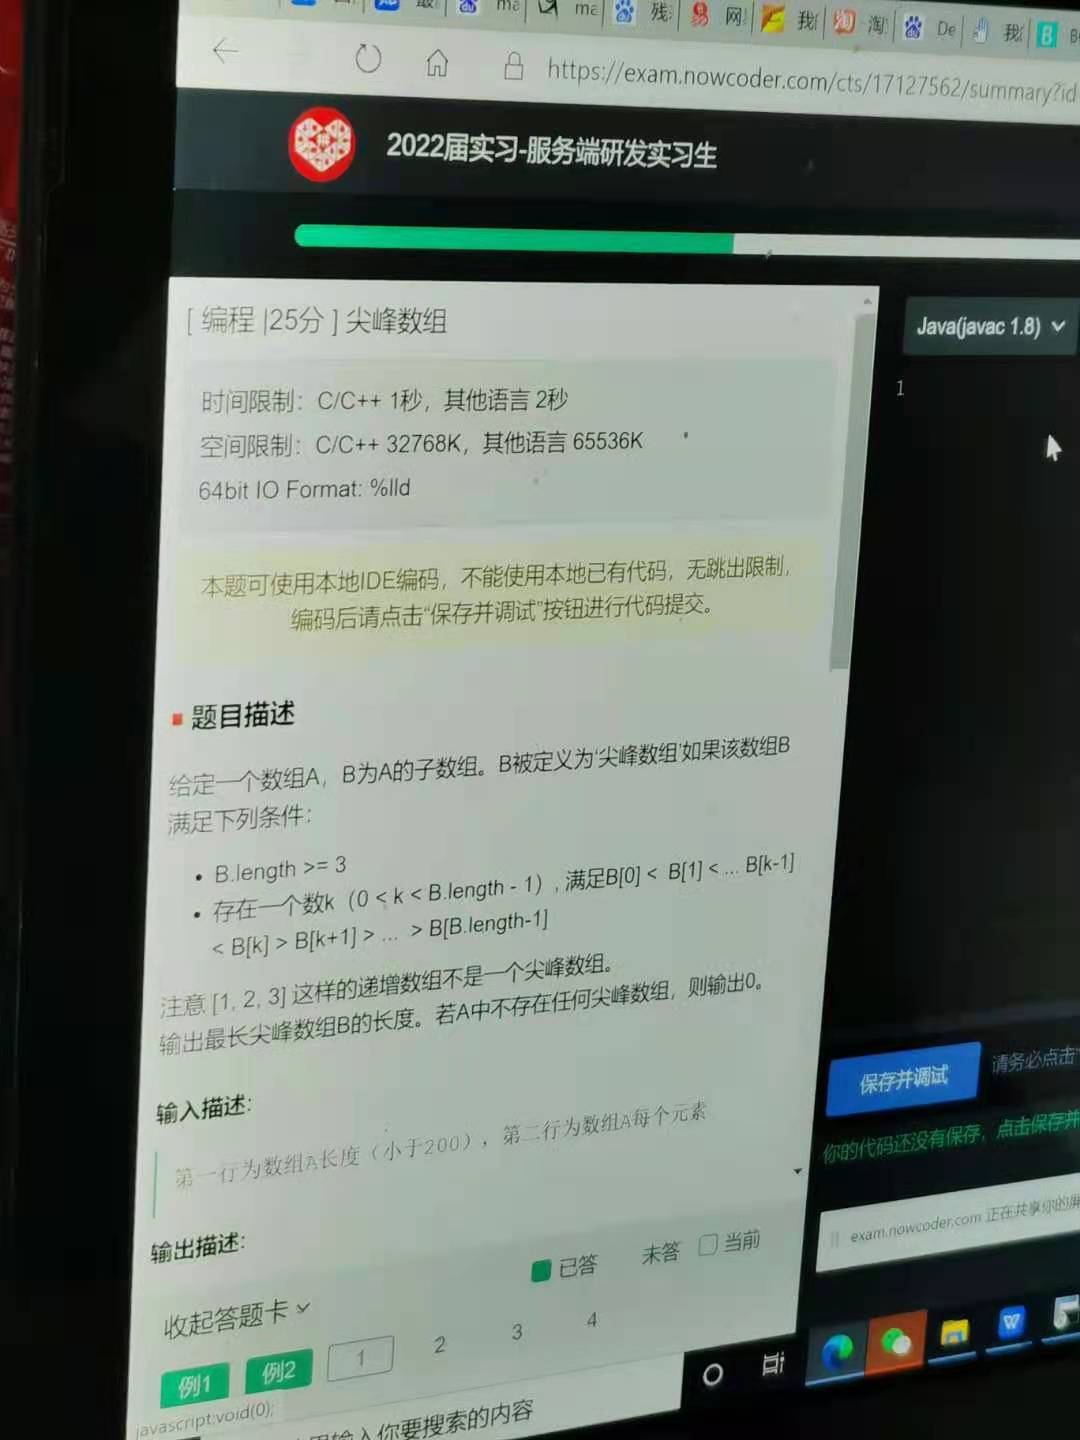 https://exam.nowcoder.com/cts/17127562/summary?id
2022届实习-服务端研发实习生
[ 编程 |25分 ] 尖峰数组
Java(javac 1.8)
1
时间限制：C/C++ 1秒，其他语言 2秒
空间限制：C/C++ 32768K，其他语言 65536K
64bit IO Format: %lld
本题可使用本地IDE编码，不能使用本地已有代码，无跳出限制，
编码后请点击“保存并调试”按钮进行代码提交。
题目描述
给定一个数组A，B为A的子数组。B被定义为‘尖峰数组’如果该数组B
满足下列条件：
• B.length >= 3
• 存在一个数k（0 < k < B.length - 1）, 满足B[0] < B[1] < ... B[k-1]
< B[k] > B[k+1] > ... > B[B.length-1]
注意 [1, 2, 3] 这样的递增数组不是一个尖峰数组。
输出最长尖峰数组B的长度。若A中不存在任何尖峰数组，则输出0。
输入描述:
第一行为数组A长度（小于200），第二行为数组A每个元素
输出描述:
保存并调试
请务必点击
你的代码还没有保存，点击保存并
exam.nowcoder.com 正在共享你的屏
已答 未答 当前
收起答题卡
例1 例2 1 2 3 4
javascript:void(0);
输入你要搜索的内容